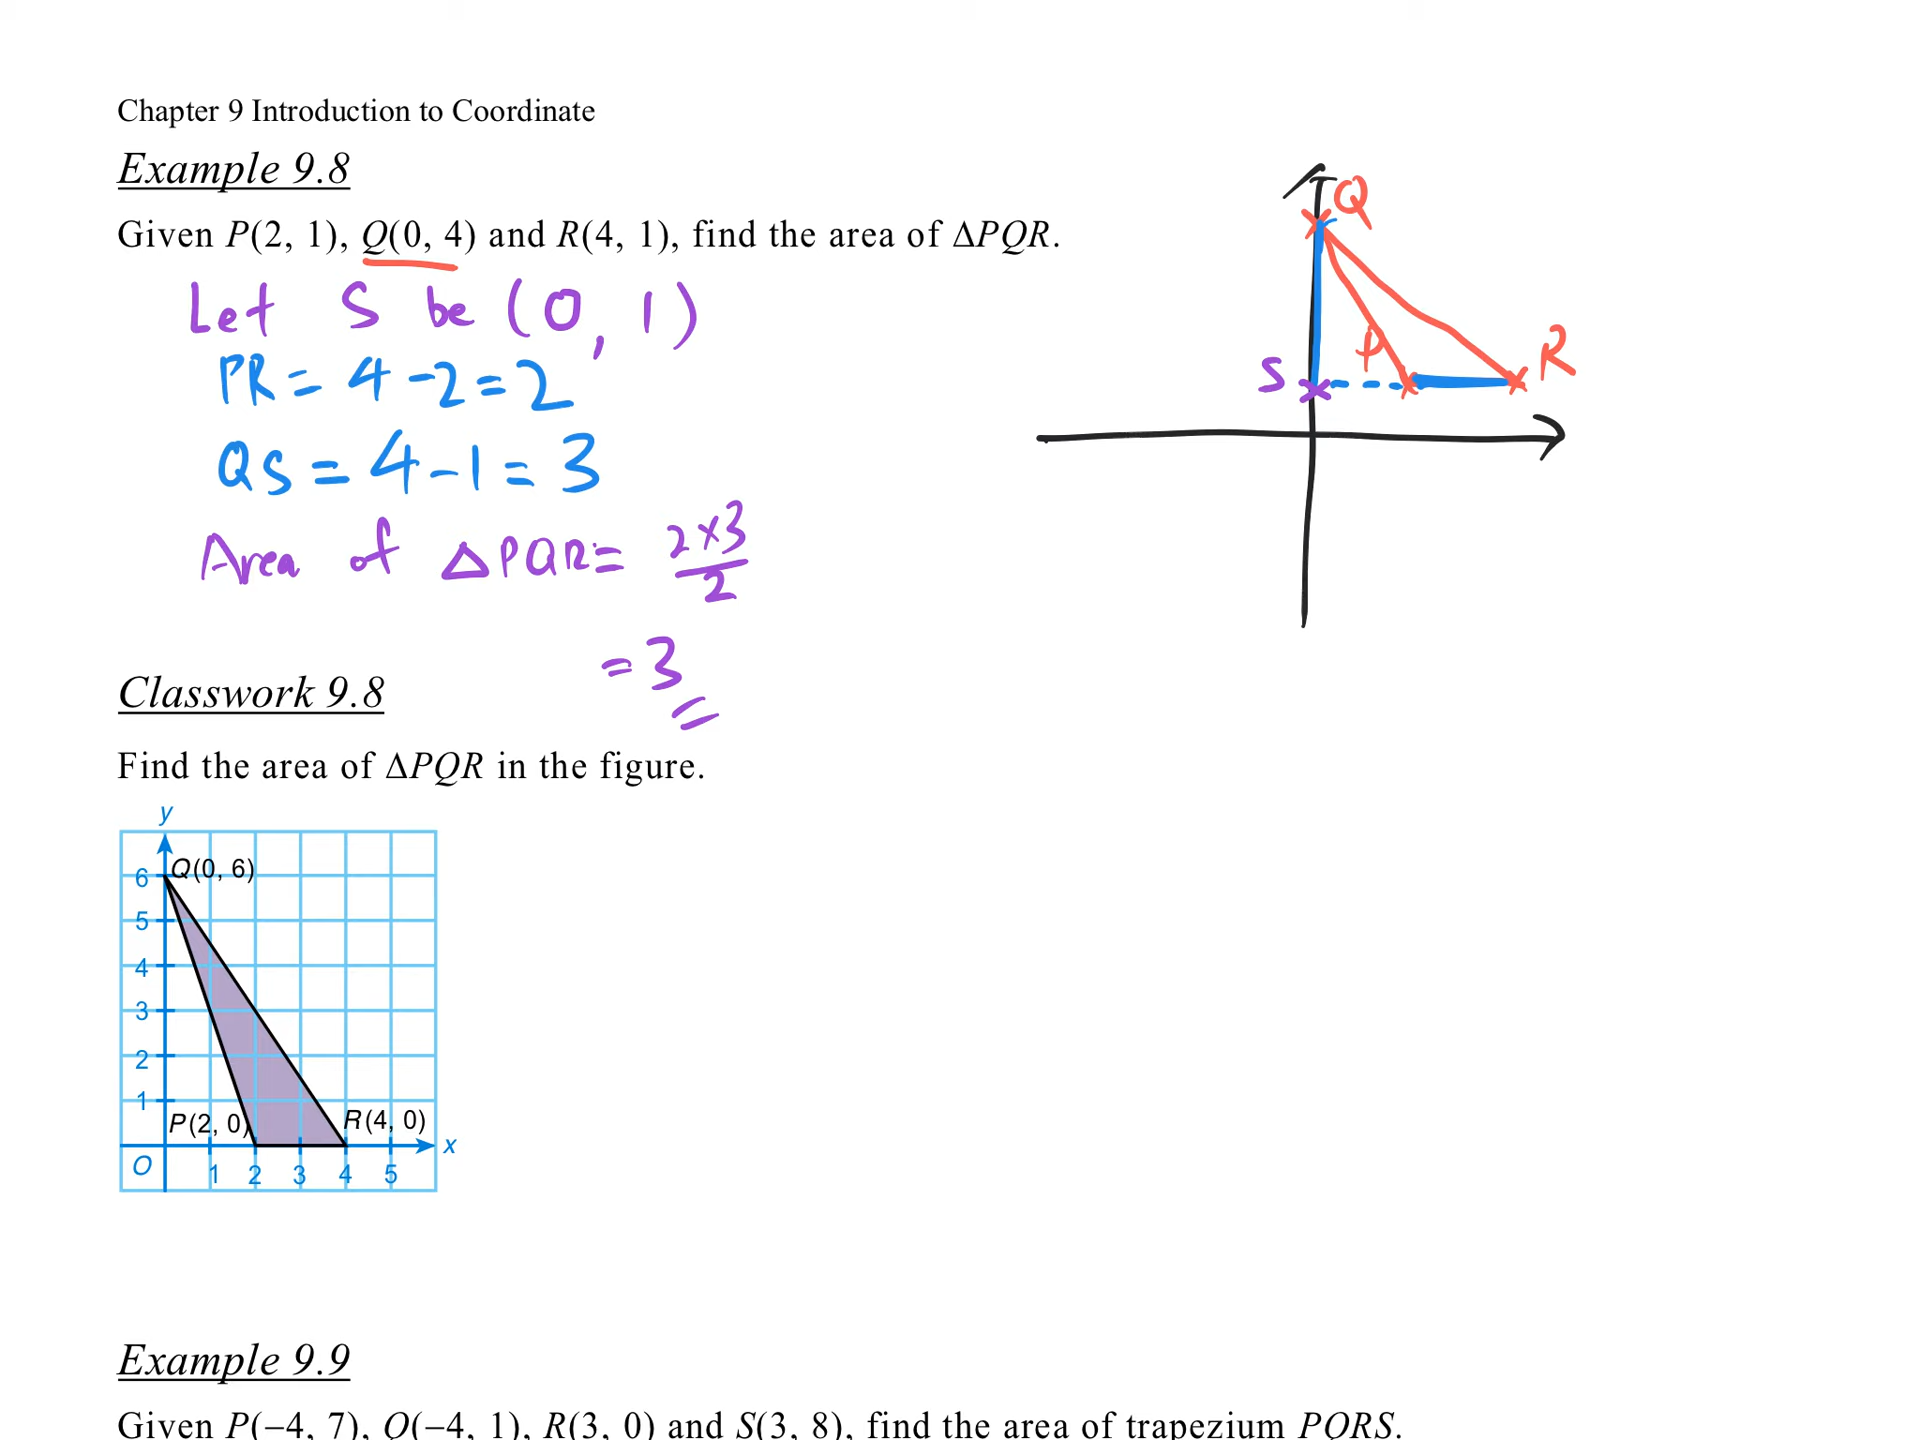 Chapter 9 Introduction to Coordinate
Example 9.8
Given P(2, 1), Q(0, 4) and R(4, 1), find the area of ΔPQR.
Let S be (0, 1)
PR = 4 - 2 = 2
QS = 4 - 1 = 3
Area of ΔPQR = 2×3/2
= 3
Q
P
R
S
Classwork 9.8
Find the area of ΔPQR in the figure.
y
Q(0, 6)
6
5
4
3
2
1
P(2, 0)
R(4, 0)
x
O
1 2 3 4 5
Example 9.9
Given P(−4, 7), Q(−4, 1), R(3, 0) and S(3, 8), find the area of trapezium PQRS.